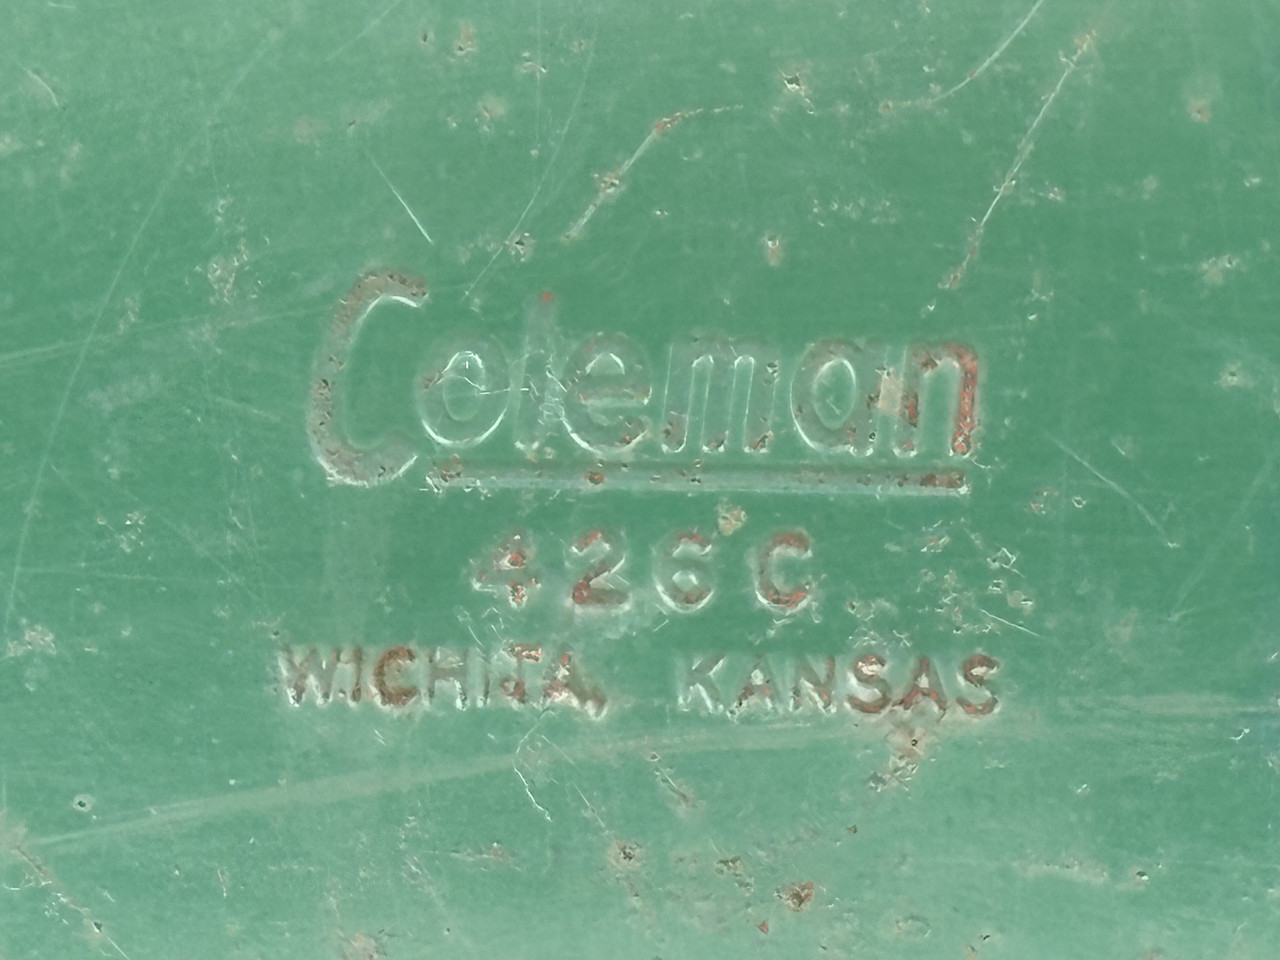 Coleman
426C
WICHITA, KANSAS